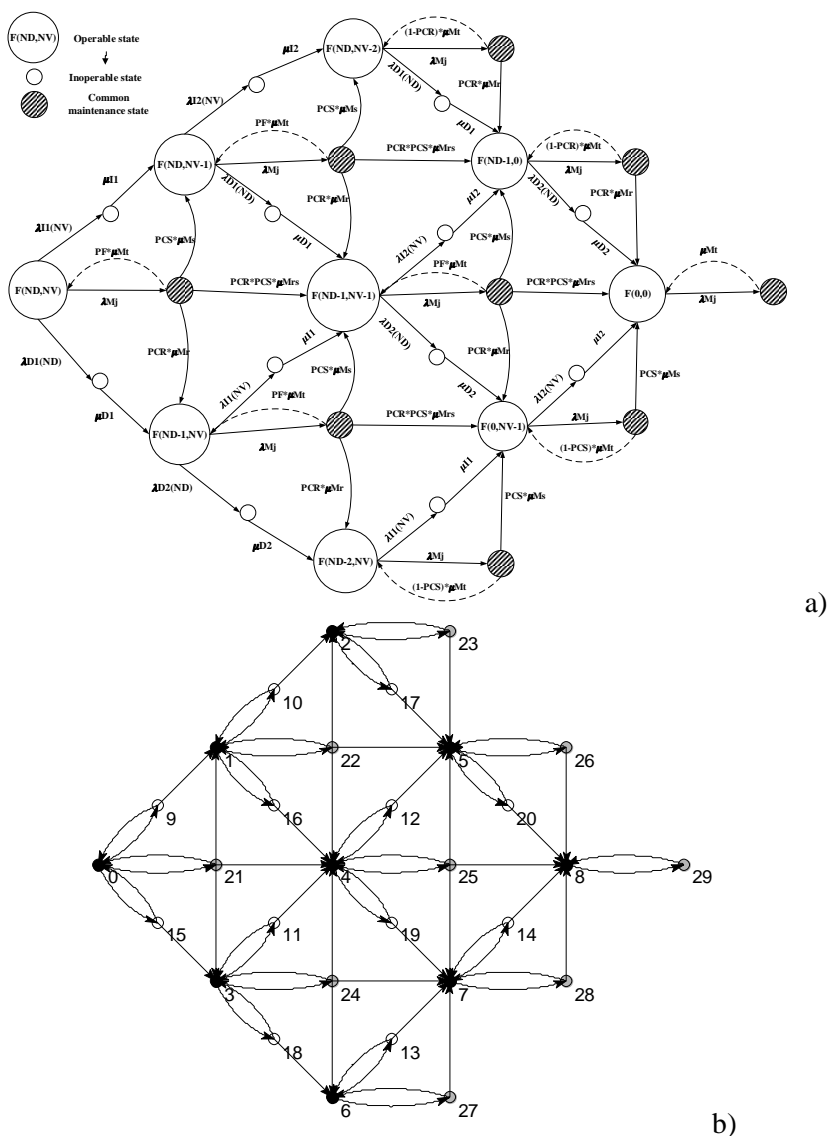 F(ND,NV)
Operable state
Inoperable state
Common
maintenance state
F(ND,NV-2)
(1-PCR)*μMt
λMj
PCR*μMr
μI2
λI2(NV)
λD1(ND)
μD1
PCS*μMs
F(ND,NV-1)
PF*μMt
λMj
PCR*PCS*μMrs
F(ND-1,0)
(1-PCR)*μMt
λMj
PCR*μMr
μI1
λI1(NV)
λD1(ND)
μD1
PCR*μMr
μI2
λI2(NV)
λD2(ND)
μD2
PCS*μMs
PCS*μMs
F(ND,NV)
PF*μMt
λMj
PCR*PCS*μMrs
F(ND-1,NV-1)
PF*μMt
λMj
PCR*PCS*μMrs
F(0,0)
μMt
λMj
λD1(ND)
μD1
PCR*μMr
μI1
λI1(NV)
PCS*μMs
λD2(ND)
μD2
PCR*μMr
μI2
λI2(NV)
PCS*μMs
F(ND-1,NV)
PF*μMt
λMj
PCR*PCS*μMrs
F(0,NV-1)
λMj
(1-PCS)*μMt
λD2(ND)
μD2
PCR*μMr
μI1
λI1(NV)
PCS*μMs
F(ND-2,NV)
λMj
(1-PCS)*μMt
a)
2
23
10
17
1
22
5
26
9
16
12
20
0
21
4
25
8
29
15
11
19
14
3
24
7
28
18
13
6
27
b)